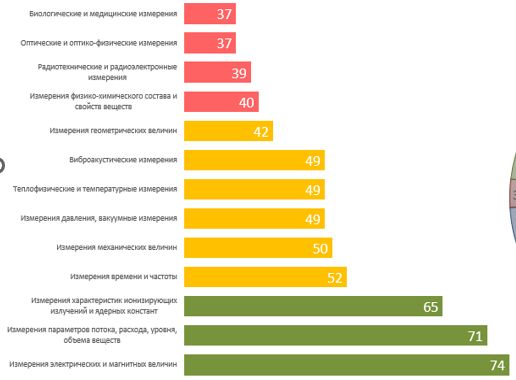 Биологические и медицинские измерения
37
Оптические и оптико-физические измерения
37
Радиотехнические и радиоэлектронные
измерения
39
Измерения физико-химического состава и
свойств веществ
40
Измерения геометрических величин
42
Виброакустические измерения
49
Теплофизические и температурные измерения
49
Измерения давления, вакуумные измерения
49
Измерения механических величин
50
Измерения времени и частоты
52
Измерения характеристик ионизирующих
излучений и ядерных констант
65
Измерения параметров потока, расхода, уровня,
объема веществ
71
Измерения электрических и магнитных величин
74